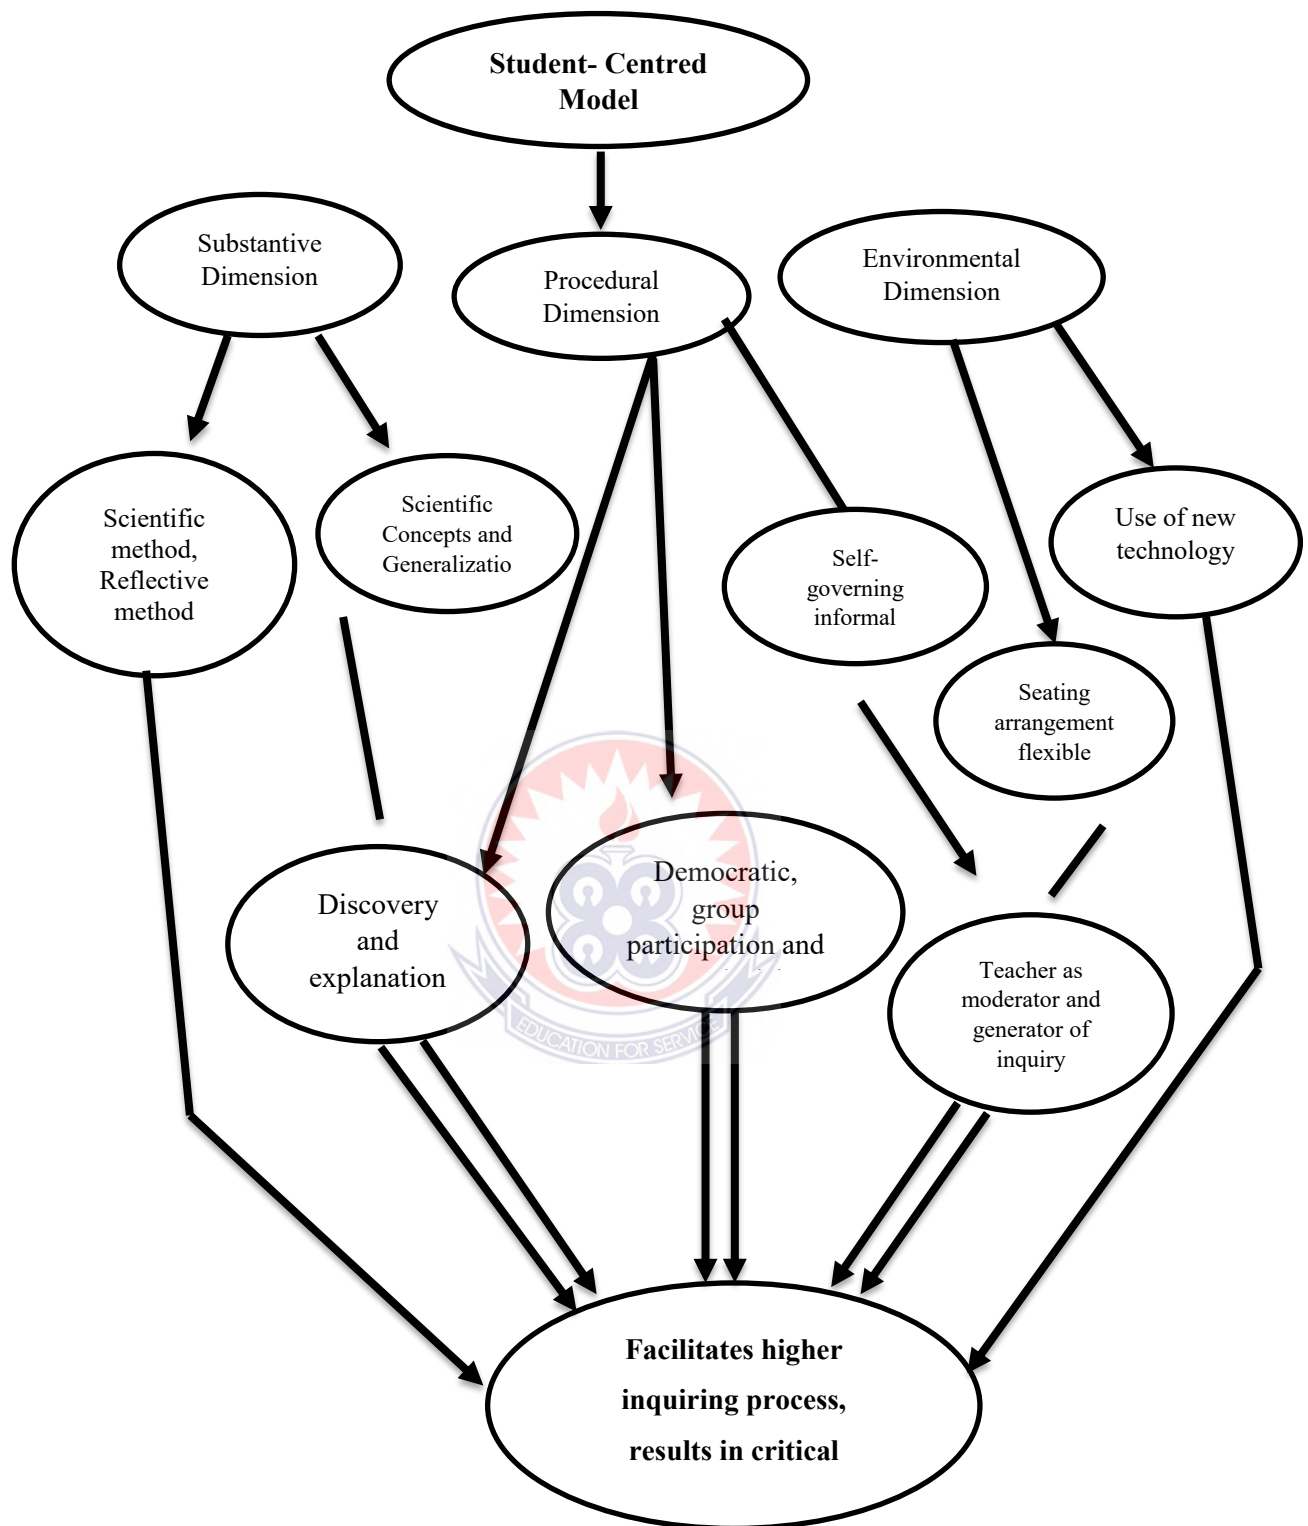 Student- Centred
Model
Substantive
Dimension
Procedural
Dimension
Environmental
Dimension
Scientific
method,
Reflective
method
Scientific
Concepts and
Generalizatio
Self-
governing
informal
Use of new
technology
Seating
arrangement
flexible
Discovery
and
explanation
Democratic,
group
participation and
Teacher as
moderator and
generator of
inquiry
EDUCATION FOR SERVICE
Facilitates higher
inquiring process,
results in critical